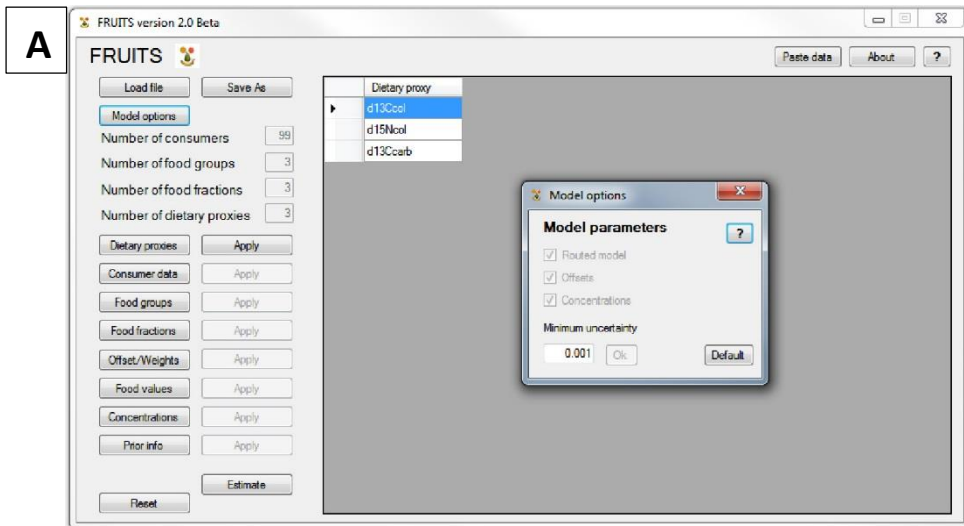 A
FRUITS version 2.0 Beta
FRUITS
Paste data About ?
Load file Save As
Model options
Number of consumers 99
Number of food groups 3
Number of food fractions 3
Number of dietary proxies 3
Dietary proxies Apply
Consumer data Apply
Food groups Apply
Food fractions Apply
Offset/Weights Apply
Food values Apply
Concentrations Apply
Prior info Apply
Estimate
Reset
Dietary proxy
d13Ccol
d15Ncol
d13Ccarb
Model options
Model parameters ?
Routed model
Offsets
Concentrations
Minimum uncertainty
0.001 Ok Default